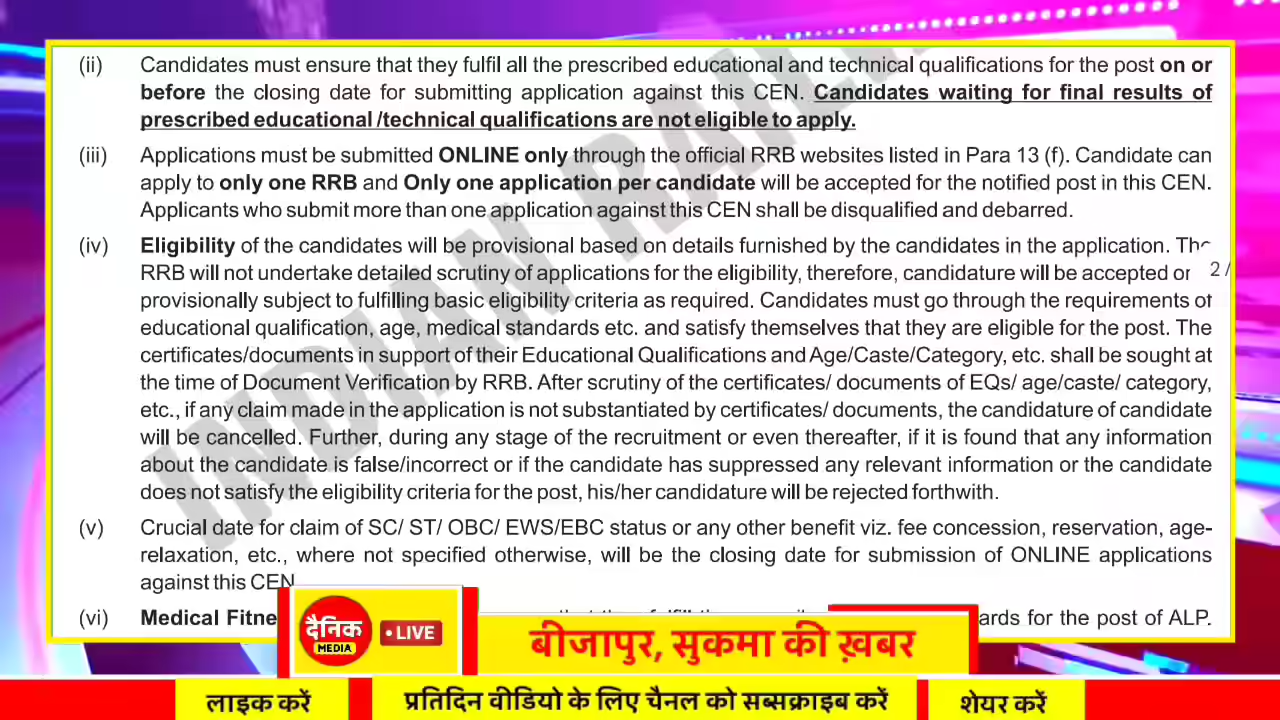 (ii) Candidates must ensure that they fulfil all the prescribed educational and technical qualifications for the post on or
before the closing date for submitting application against this CEN. Candidates waiting for final results of
prescribed educational /technical qualifications are not eligible to apply.
(iii) Applications must be submitted ONLINE only through the official RRB websites listed in Para 13 (f). Candidate can
apply to only one RRB and Only one application per candidate will be accepted for the notified post in this CEN.
Applicants who submit more than one application against this CEN shall be disqualified and debarred.
(iv) Eligibility of the candidates will be provisional based on details furnished by the candidates in the application. The
RRB will not undertake detailed scrutiny of applications for the eligibility, therefore, candidature will be accepted 2 /
provisionally subject to fulfilling basic eligibility criteria as required. Candidates must go through the requirements of
educational qualification, age, medical standards etc. and satisfy themselves that they are eligible for the post. The
certificates/documents in support of their Educational Qualifications and Age/Caste/Category, etc. shall be sought at
the time of Document Verification by RRB. After scrutiny of the certificates/ documents of EQs/ age/caste/ category,
etc., if any claim made in the application is not substantiated by certificates/ documents, the candidature of candidate
will be cancelled. Further, during any stage of the recruitment or even thereafter, if it is found that any information
about the candidate is false/incorrect or if the candidate has suppressed any relevant information or the candidate
does not satisfy the eligibility criteria for the post, his/her candidature will be rejected forthwith.
(v) Crucial date for claim of SC/ ST/ OBC/ EWS/EBC status or any other benefit viz. fee concession, reservation, age-
relaxation, etc., where not specified otherwise, will be the closing date for submission of ONLINE applications
against this CEN
(vi) Medical for the post of ALP.
INDIAN
दैनिक
MEDIA
• LIVE
बीजापुर, सुकमा की ख़बर
लाइक करें
प्रतिदिन वीडियो के लिए चैनल को सब्सक्राइब करें
शेयर करें